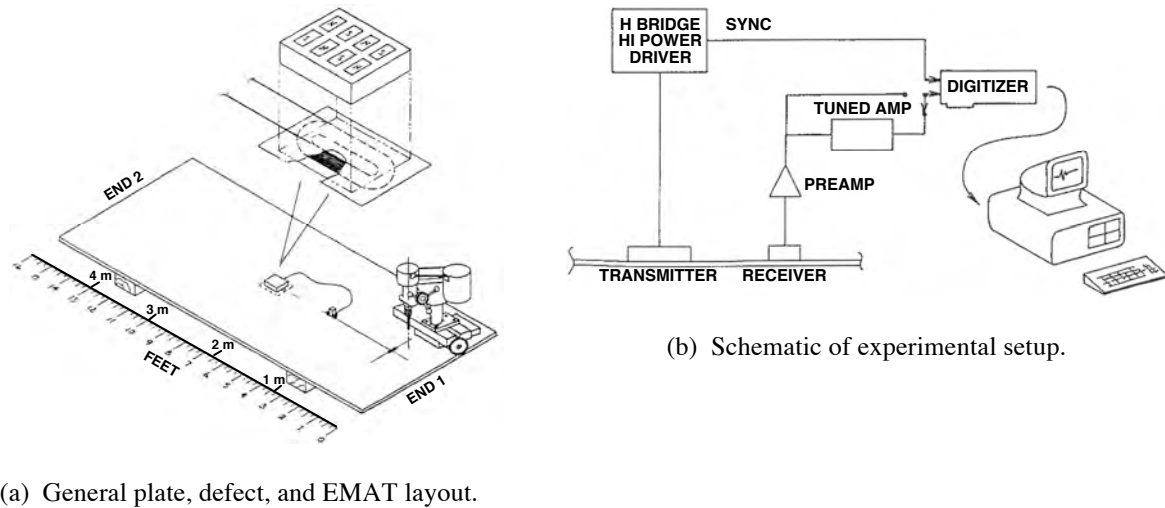 END 2
4 m
3 m
2 m
1 m
FEET
END 1
H BRIDGE
HI POWER
DRIVER
SYNC
DIGITIZER
TUNED AMP
PREAMP
TRANSMITTER
RECEIVER
(a) General plate, defect, and EMAT layout.
(b) Schematic of experimental setup.